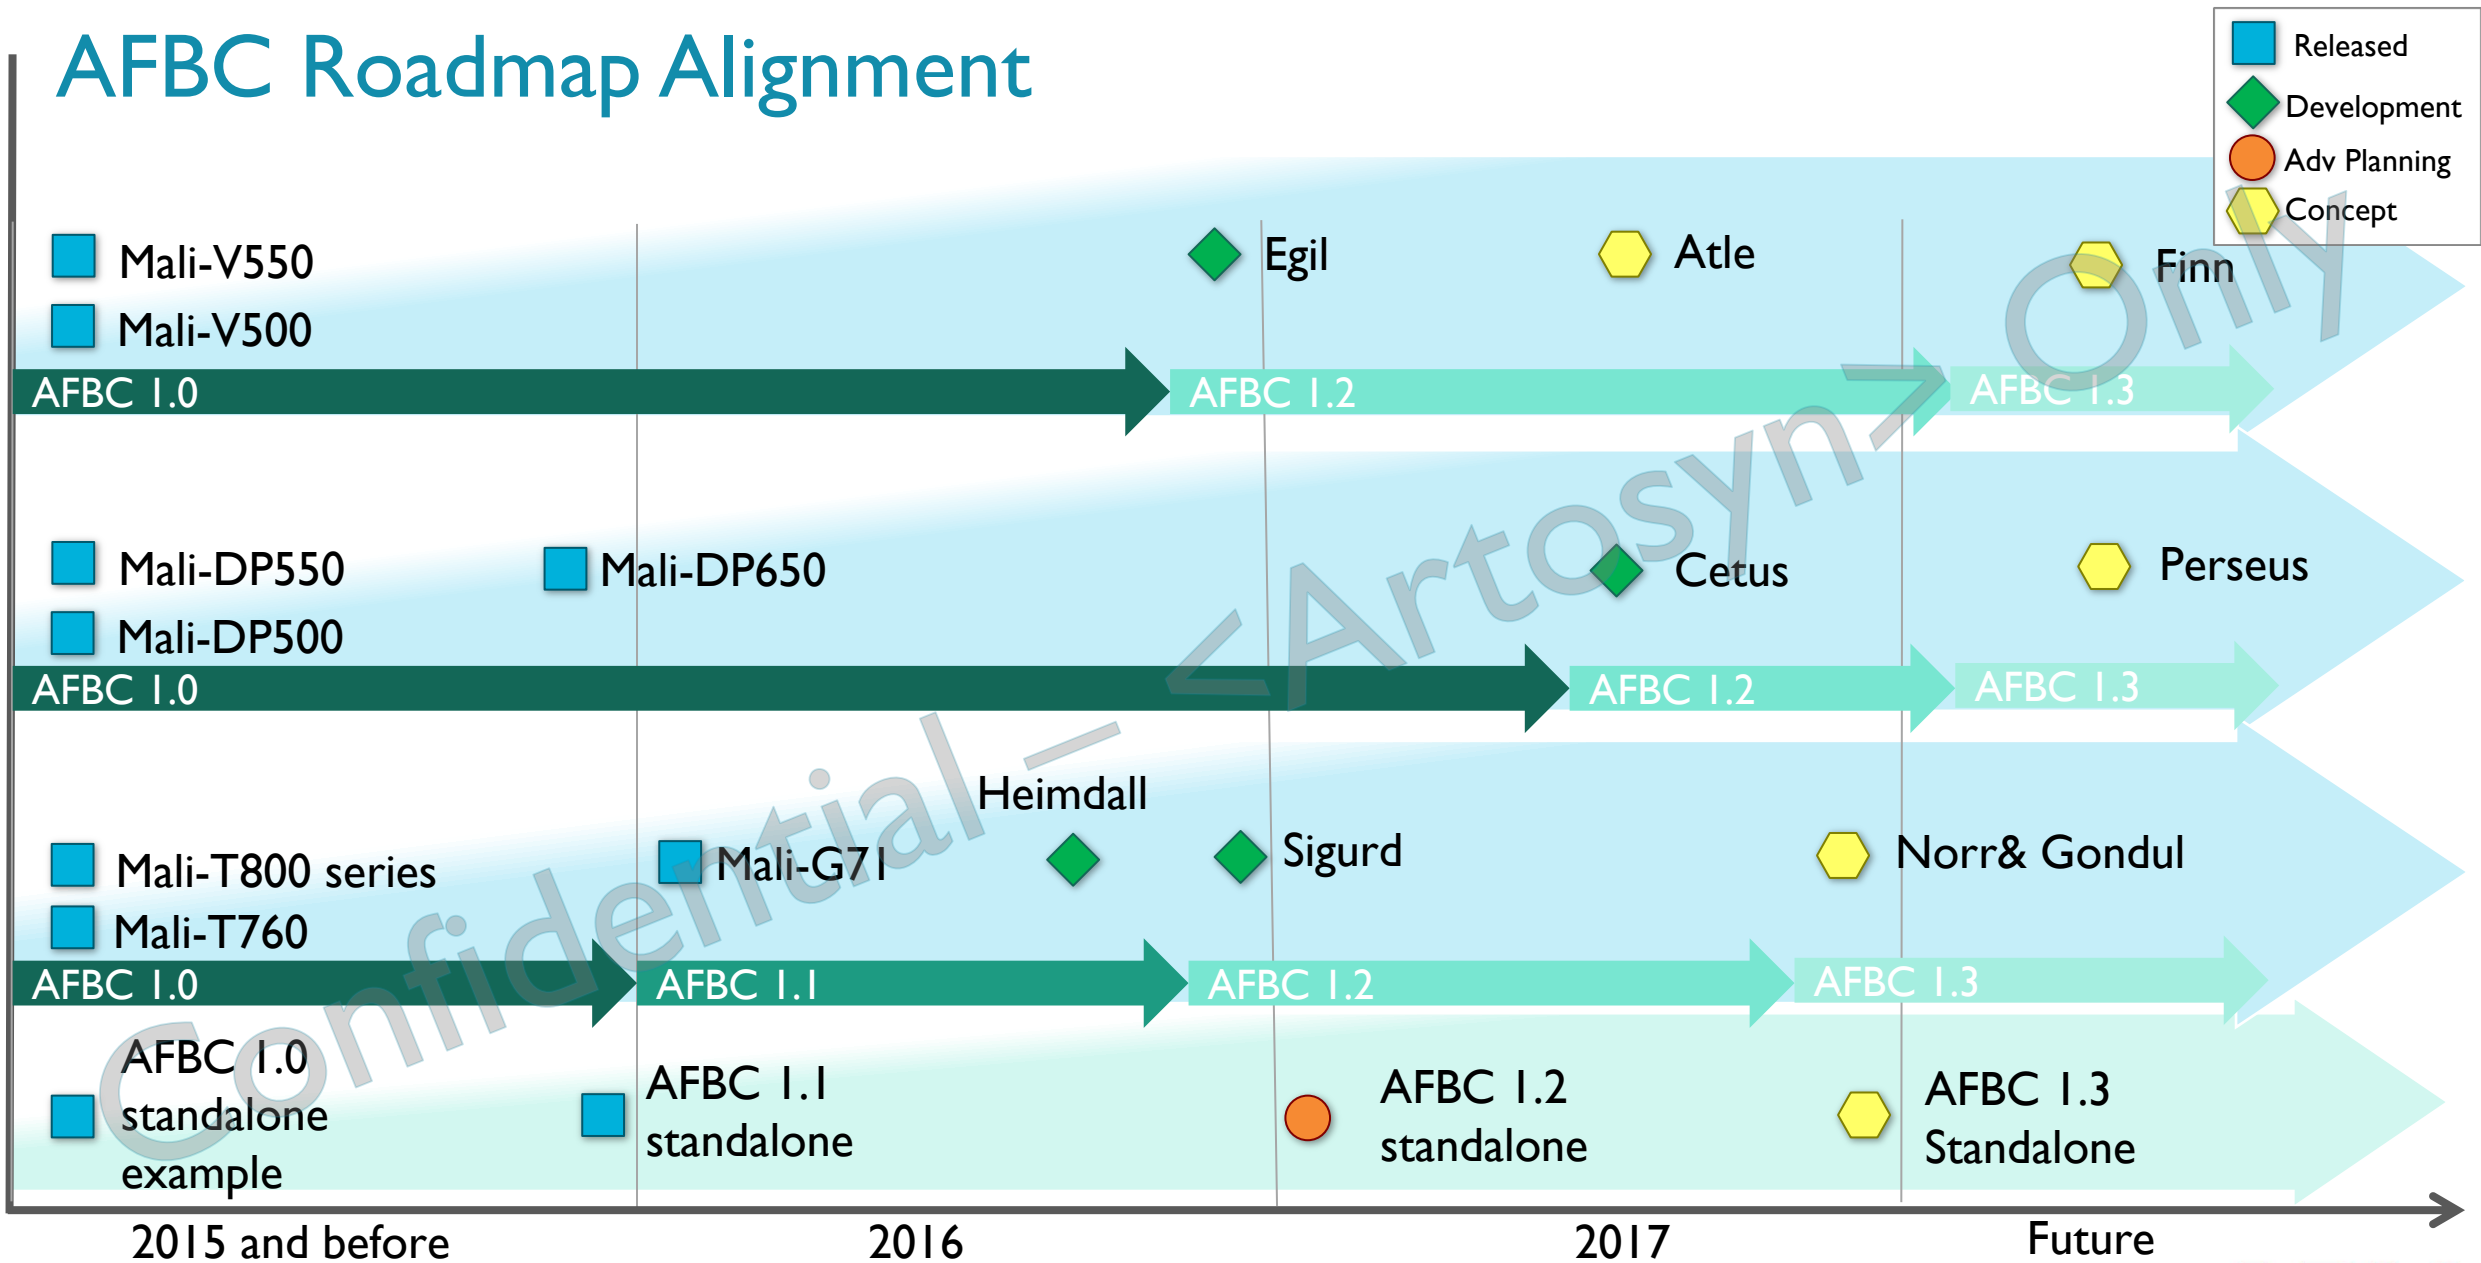 AFBC Roadmap Alignment
Released
Development
Adv Planning
Concept
Mali-V550
Egil
Atle
Finn
Mali-V500
AFBC 1.0
AFBC 1.2
AFBC 1.3
Mali-DP550
Mali-DP650
Cetus
Perseus
Mali-DP500
AFBC 1.0
AFBC 1.2
AFBC 1.3
Heimdall
Mali-T800 series
Mali-G71
Sigurd
Norr& Gondul
Mali-T760
AFBC 1.0
AFBC 1.1
AFBC 1.2
AFBC 1.3
AFBC 1.0
standalone
example
AFBC 1.1
standalone
AFBC 1.2
standalone
AFBC 1.3
Standalone
2015 and before
2016
2017
Future
Confidential – <Artosyn> Only